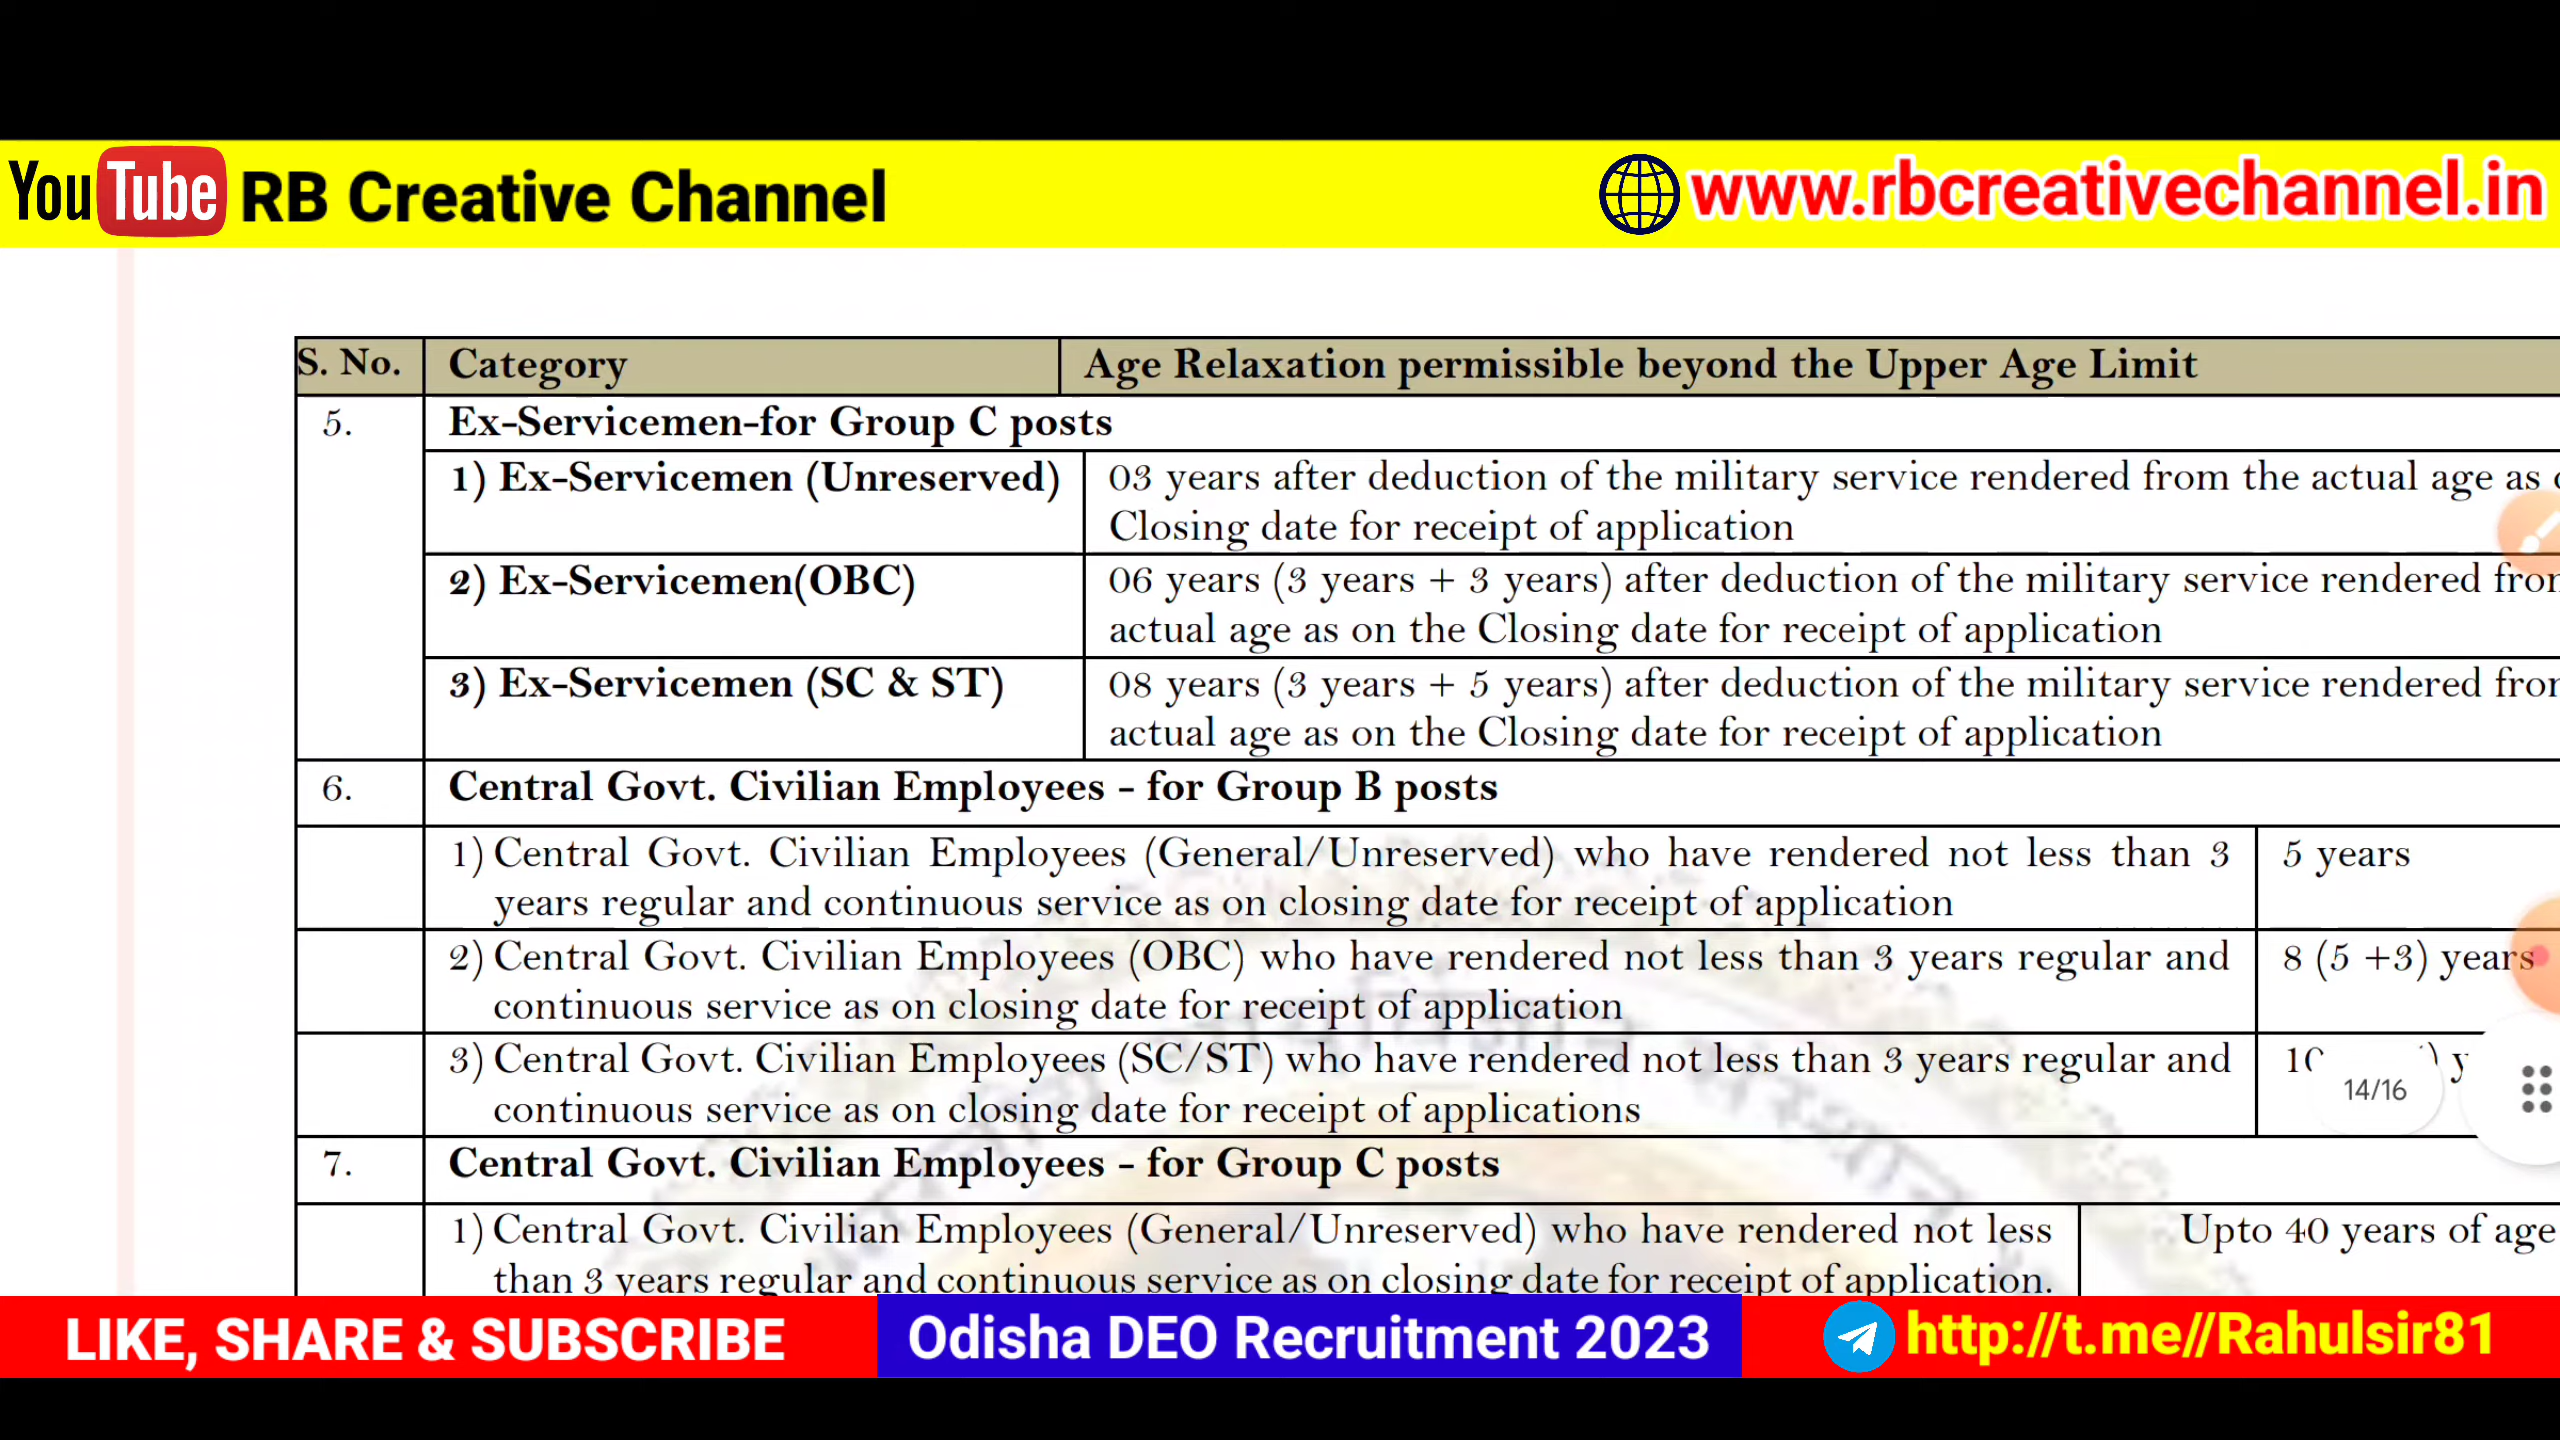 YouTube RB Creative Channel
www.rbcreativechannel.in
S. No. Category Age Relaxation permissible beyond the Upper Age Limit
5. Ex-Servicemen-for Group C posts
1) Ex-Servicemen (Unreserved) 03 years after deduction of the military service rendered from the actual age as
Closing date for receipt of application
2) Ex-Servicemen(OBC) 06 years (3 years + 3 years) after deduction of the military service rendered
actual age as on the Closing date for receipt of application
3) Ex-Servicemen (SC & ST) 08 years (3 years + 5 years) after deduction of the military service rendered
actual age as on the Closing date for receipt of application
6. Central Govt. Civilian Employees - for Group B posts
1) Central Govt. Civilian Employees (General/Unreserved) who have rendered not less than 3 5 years
years regular and continuous service as on closing date for receipt of application
2) Central Govt. Civilian Employees (OBC) who have rendered not less than 3 years regular and 8 (5 +3) years
continuous service as on closing date for receipt of application
3) Central Govt. Civilian Employees (SC/ST) who have rendered not less than 3 years regular and
continuous service as on closing date for receipt of applications
14/16
7. Central Govt. Civilian Employees - for Group C posts
1) Central Govt. Civilian Employees (General/Unreserved) who have rendered not less Upto 40 years of age
than 3 years regular and continuous service as on closing date for receipt of application.
LIKE, SHARE & SUBSCRIBE
Odisha DEO Recruitment 2023
http://t.me//Rahulsir81